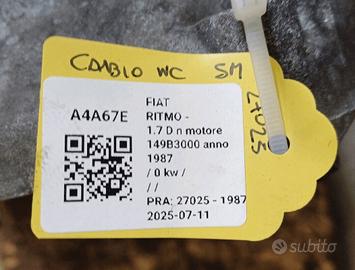 CAMBIO WC SM
27025
A4A67E
FIAT
RITMO -
1.7 D n motore
149B3000 anno
1987
/ 0 kw /
/ /
PRA; 27025 - 1987
2025-07-11
subito